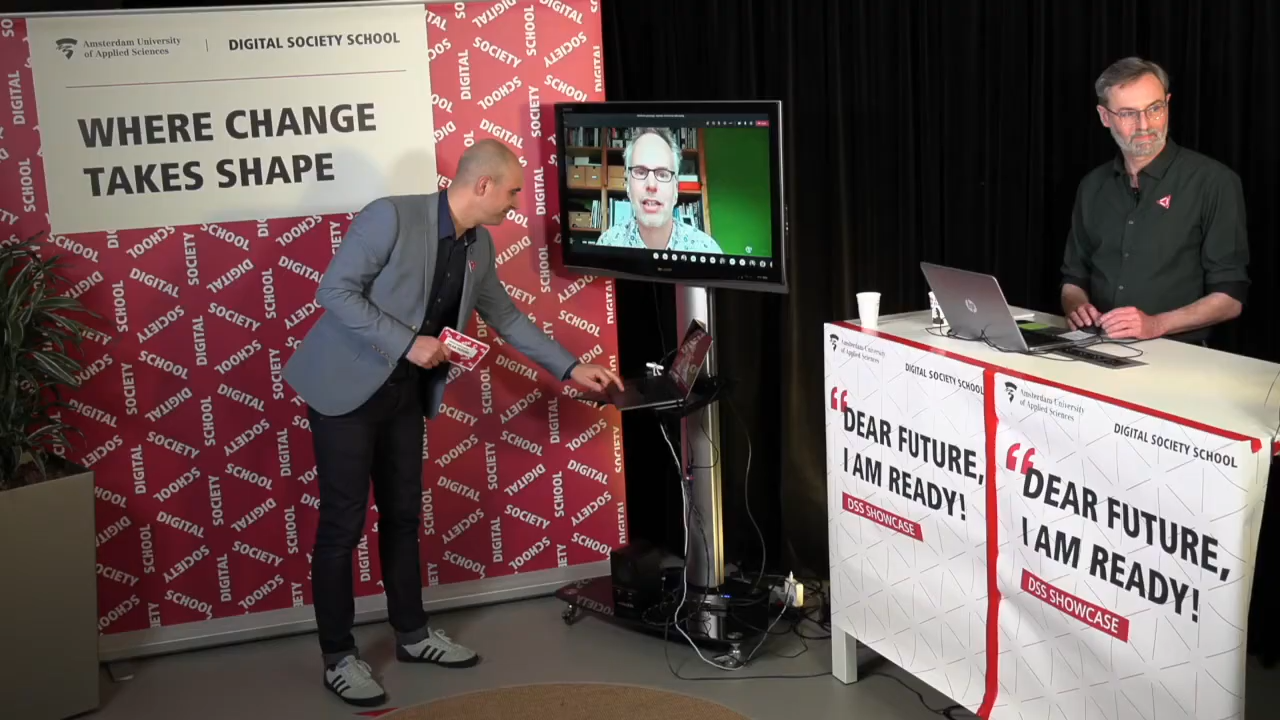 Amsterdam University
of Applied Sciences
DIGITAL SOCIETY SCHOOL
WHERE CHANGE
TAKES SHAPE
DIGITAL
SOCIETY
SCHOOL
hp
Amsterdam University
of Applied Sciences
DIGITAL SOCIETY SCHOOL
“DEAR FUTURE,
I AM READY!
DSS SHOWCASE
Amsterdam University
of Applied Sciences
DIGITAL SOCIETY SCHOOL
“DEAR FUTURE,
I AM READY!
DSS SHOWCASE